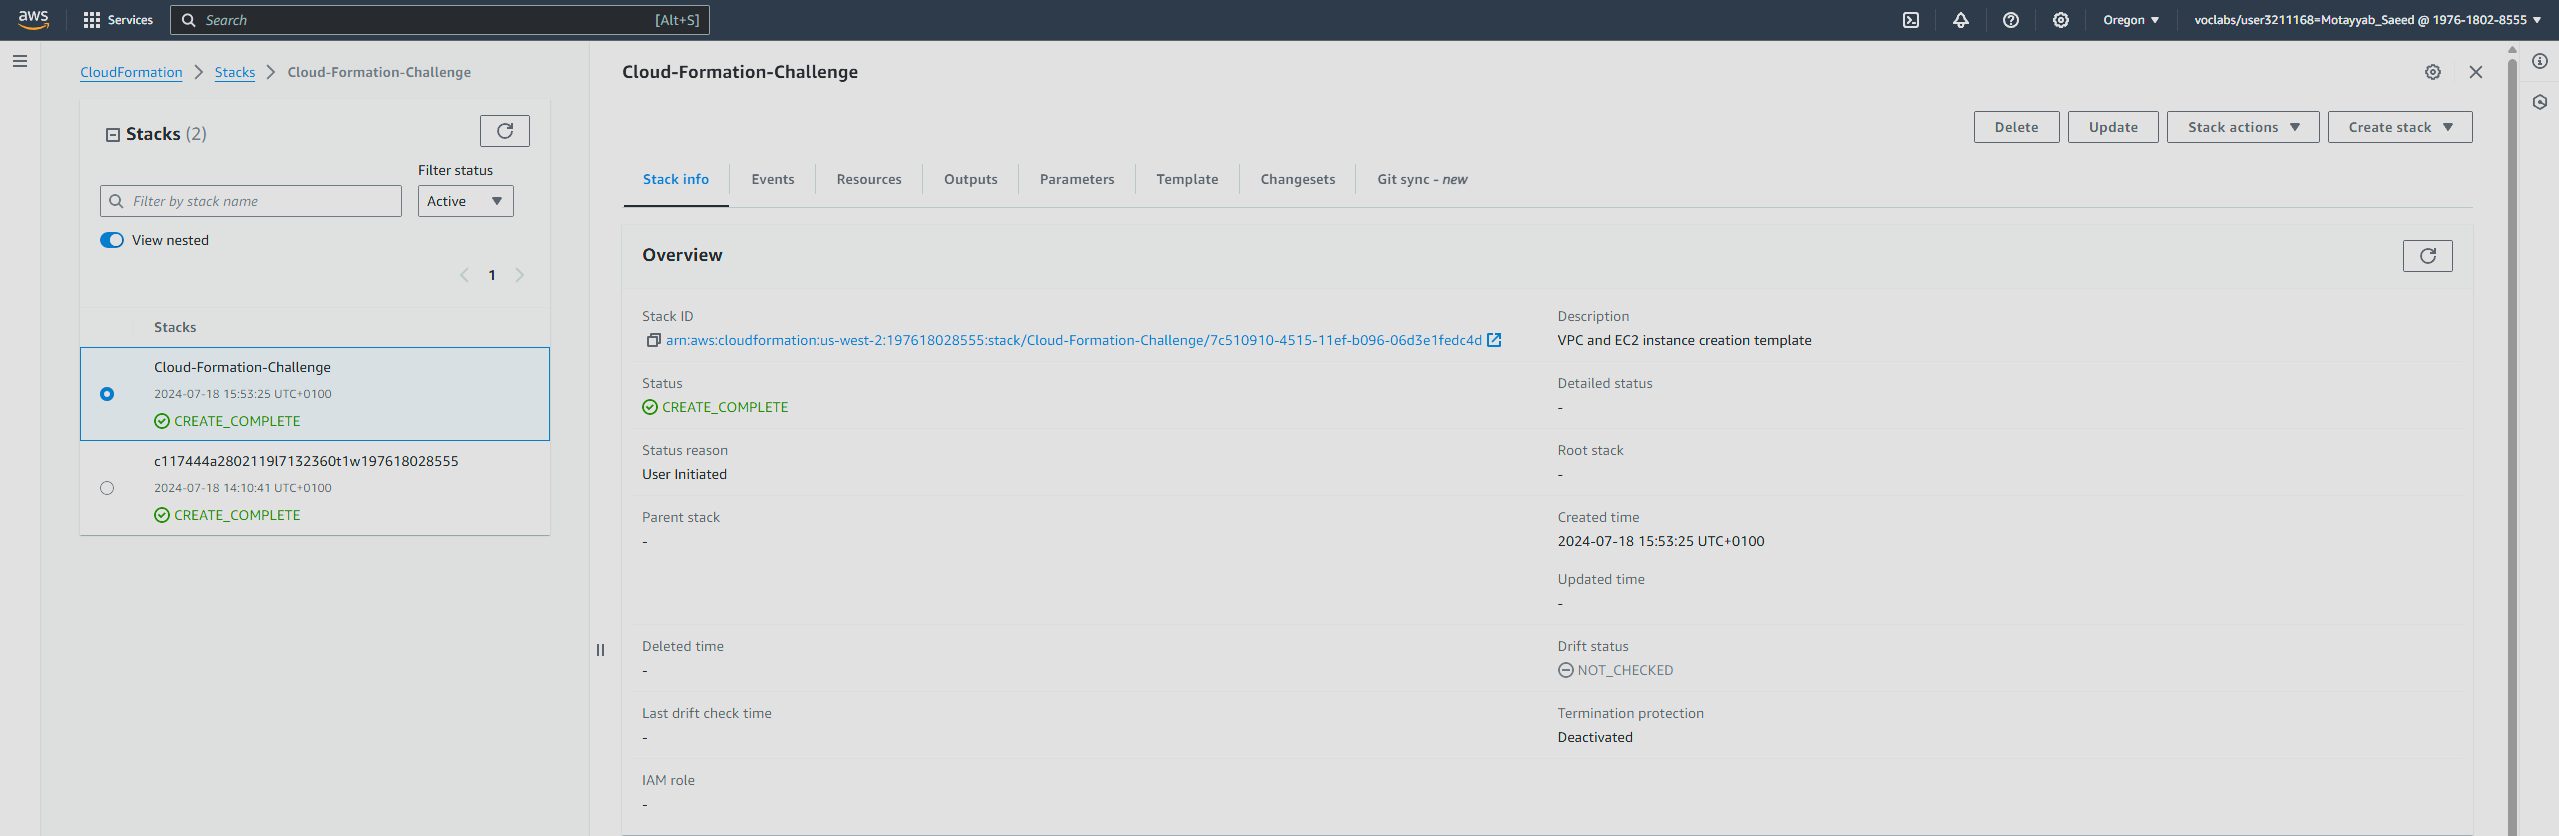 aws
Services
Search [Alt+S]
Oregon
voclabs/user3211168=Motayyab_Saeed @ 1976-1802-8555
CloudFormation
Stacks
Cloud-Formation-Challenge
Stacks (2)
Filter status
Filter by stack name
Active
View nested
1
Stacks
Cloud-Formation-Challenge
2024-07-18 15:53:25 UTC+0100
CREATE_COMPLETE
c117444a2802119l7132360t1w197618028555
2024-07-18 14:10:41 UTC+0100
CREATE_COMPLETE
Cloud-Formation-Challenge
Delete
Update
Stack actions
Create stack
Stack info
Events
Resources
Outputs
Parameters
Template
Changesets
Git sync - new
Overview
Stack ID
arn:aws:cloudformation:us-west-2:197618028555:stack/Cloud-Formation-Challenge/7c510910-4515-11ef-b096-06d3e1fedc4d
Description
VPC and EC2 instance creation template
Status
CREATE_COMPLETE
Detailed status
-
Status reason
User Initiated
Root stack
-
Parent stack
-
Created time
2024-07-18 15:53:25 UTC+0100
Updated time
-
Deleted time
-
Drift status
NOT_CHECKED
Last drift check time
-
Termination protection
Deactivated
IAM role
-